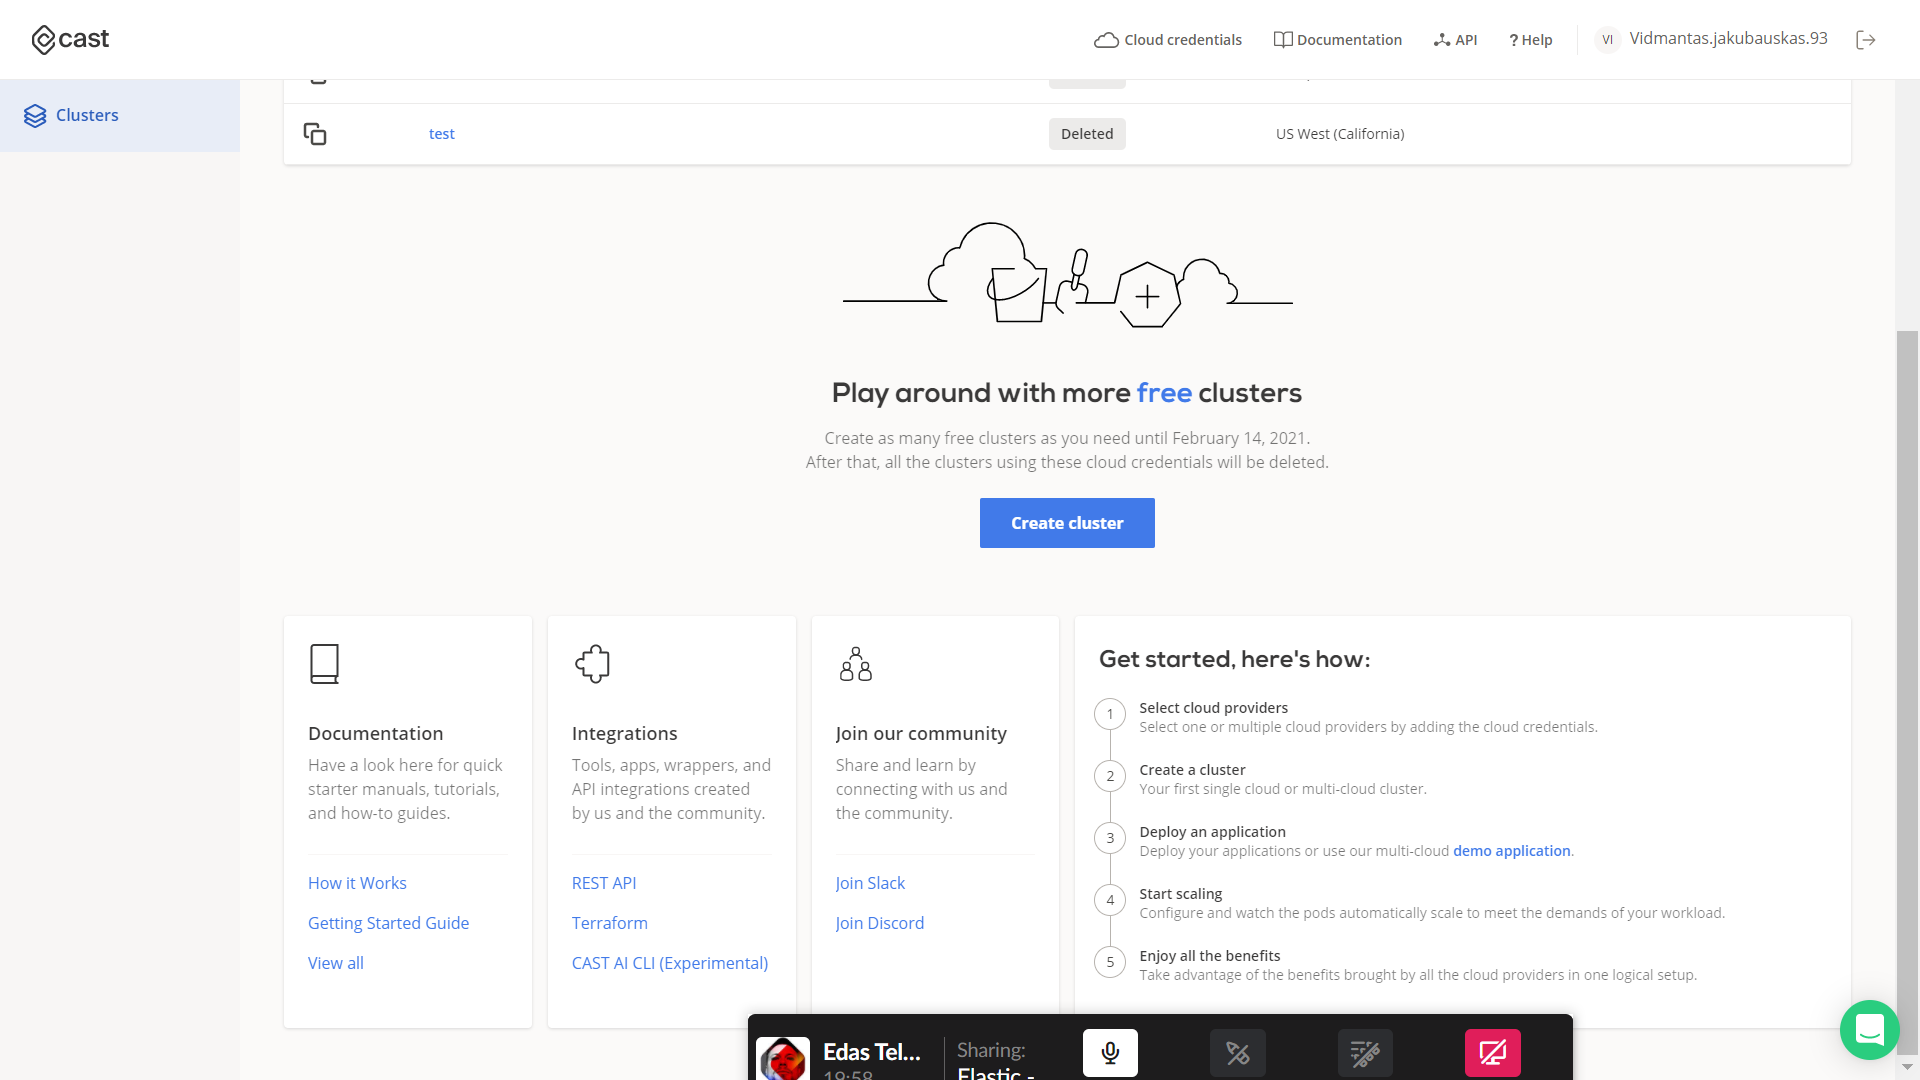 cast
Cloud credentials
Documentation
API
? Help
VI
Vidmantas.jakubauskas.93
Clusters
test
Deleted
US West (California)
Play around with more free clusters
Create as many free clusters as you need until February 14, 2021.
After that, all the clusters using these cloud credentials will be deleted.
Create cluster
Documentation
Have a look here for quick
starter manuals, tutorials,
and how-to guides.
How it Works
Getting Started Guide
View all
Integrations
Tools, apps, wrappers, and
API integrations created
by us and the community.
REST API
Terraform
CAST AI CLI (Experimental)
Join our community
Share and learn by
connecting with us and
the community.
Join Slack
Join Discord
Get started, here's how:
1
Select cloud providers
Select one or multiple cloud providers by adding the cloud credentials.
2
Create a cluster
Your first single cloud or multi-cloud cluster.
3
Deploy an application
Deploy your applications or use our multi-cloud demo application.
4
Start scaling
Configure and watch the pods automatically scale to meet the demands of your workload.
5
Enjoy all the benefits
Take advantage of the benefits brought by all the cloud providers in one logical setup.
Edas Tel...
19:58
Sharing:
Elastic -